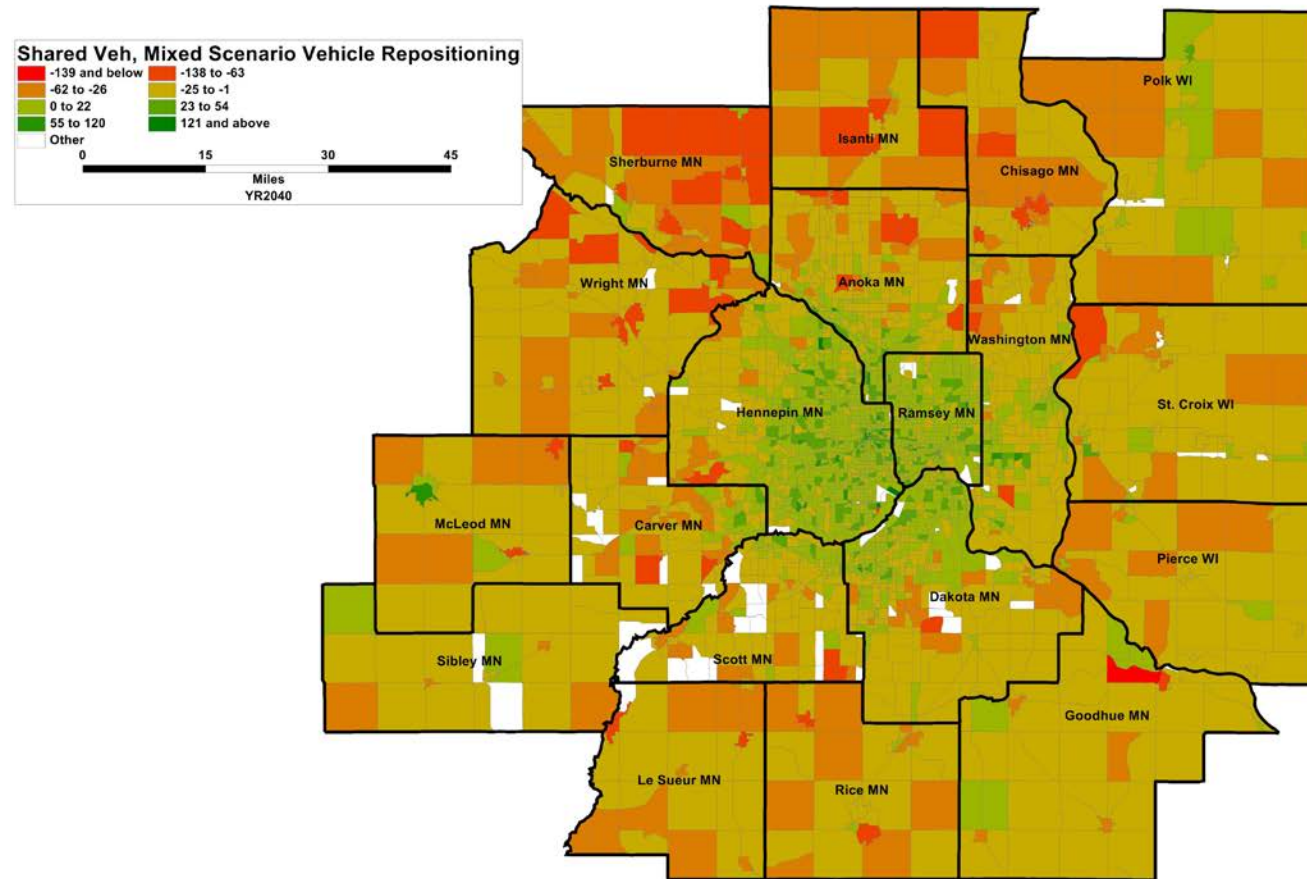 Shared Veh, Mixed Scenario Vehicle Repositioning
-139 and below -138 to -63
-62 to -26 -25 to -1
0 to 22 23 to 54
55 to 120 121 and above
Other
0 15 30 45
Miles
YR2040
Polk WI
Isanti MN
Sherburne MN
Chisago MN
Wright MN
Anoka MN
Washington MN
St. Croix WI
Hennepin MN
Ramsey MN
McLeod MN
Carver MN
Pierce WI
Dakota MN
Sibley MN
Scott MN
Goodhue MN
Le Sueur MN
Rice MN